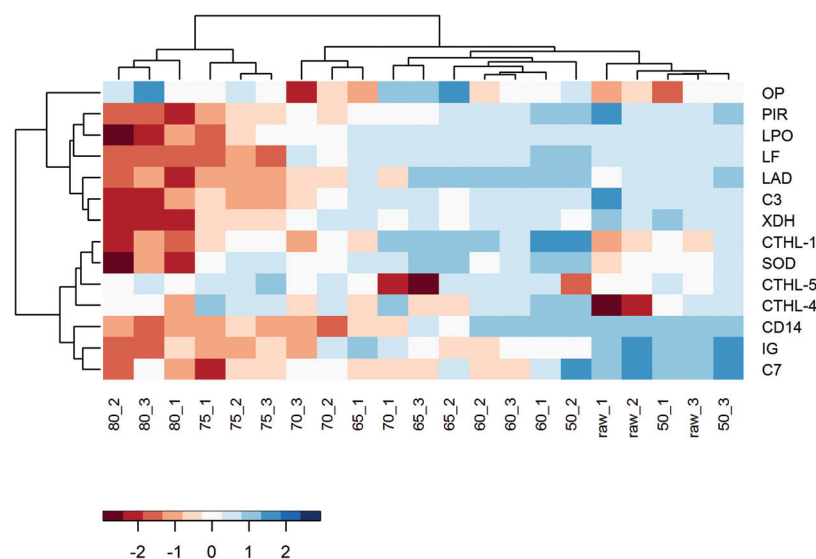 OP
PIR
LPO
LF
LAD
C3
XDH
CTHL-1
SOD
CTHL-5
CTHL-4
CD14
IG
C7
80_2
80_3
80_1
75_1
75_2
75_3
70_3
70_2
65_1
70_1
65_3
65_2
60_2
60_3
60_1
50_2
raw_1
raw_2
50_1
raw_3
50_3
-2 -1 0 1 2